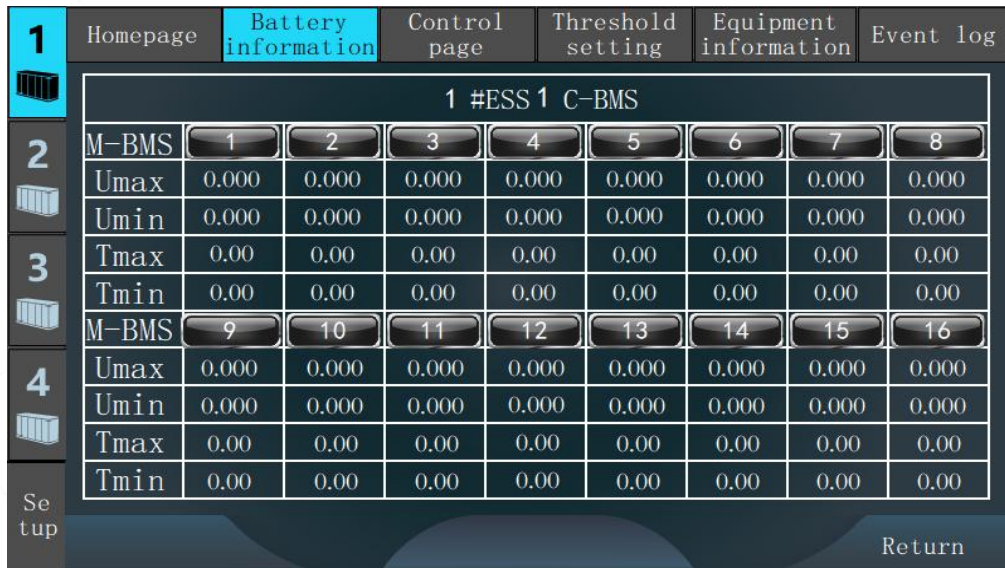 1 Homepage Battery information Control page Threshold setting Equipment information Event log
1 #ESS 1 C-BMS
2
M-BMS 1 2 3 4 5 6 7 8
Umax 0.000 0.000 0.000 0.000 0.000 0.000 0.000 0.000
Umin 0.000 0.000 0.000 0.000 0.000 0.000 0.000 0.000
3
Tmax 0.00 0.00 0.00 0.00 0.00 0.00 0.00 0.00
Tmin 0.00 0.00 0.00 0.00 0.00 0.00 0.00 0.00
M-BMS 9 10 11 12 13 14 15 16
4
Umax 0.000 0.000 0.000 0.000 0.000 0.000 0.000 0.000
Umin 0.000 0.000 0.000 0.000 0.000 0.000 0.000 0.000
Tmax 0.00 0.00 0.00 0.00 0.00 0.00 0.00 0.00
Tmin 0.00 0.00 0.00 0.00 0.00 0.00 0.00 0.00
Se
tup
Return